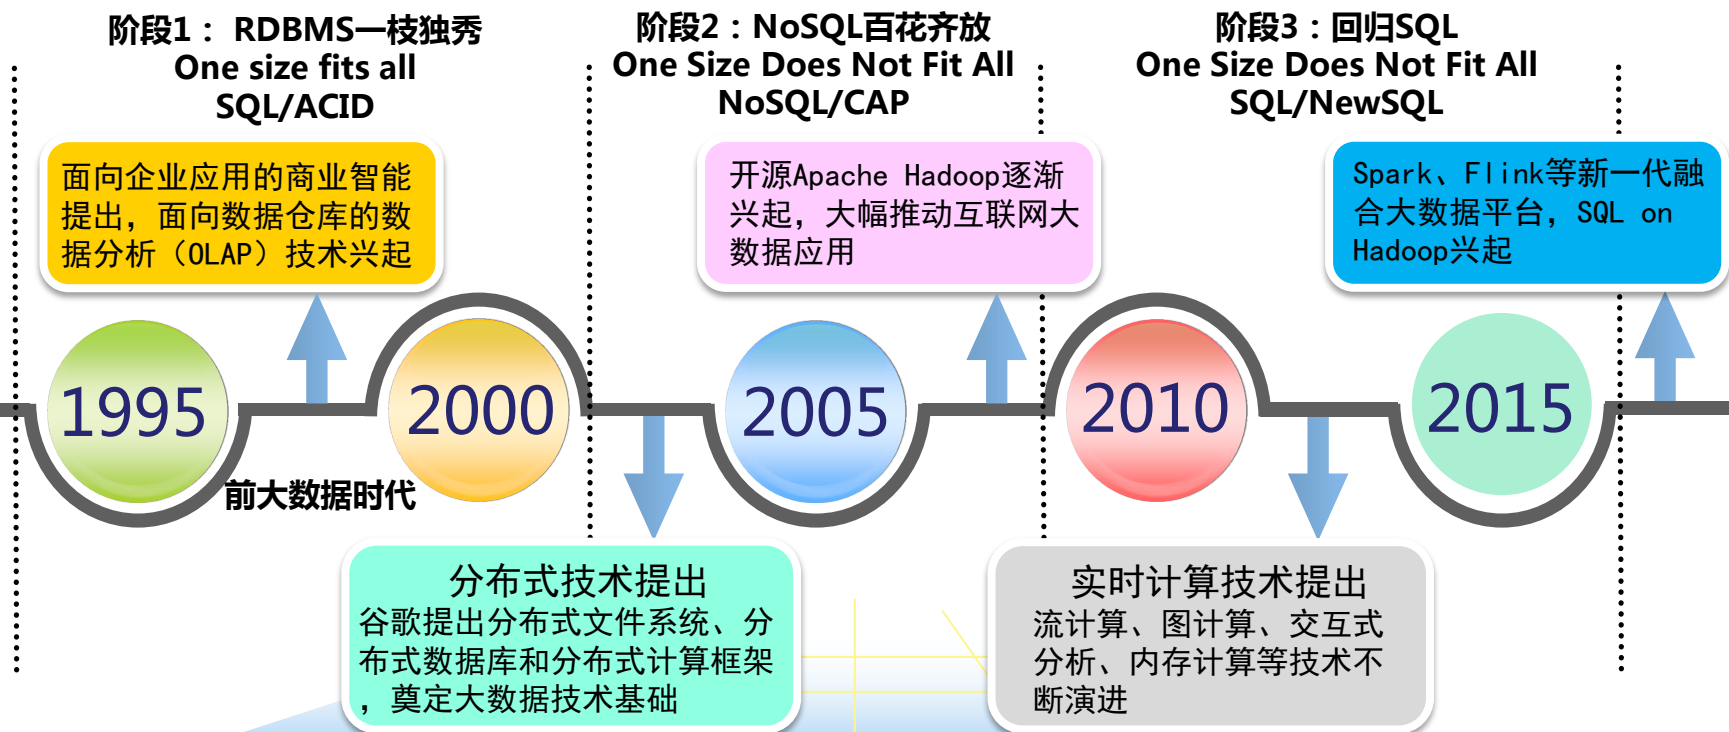 阶段1： RDBMS一枝独秀
One size fits all
SQL/ACID
阶段2：NoSQL百花齐放
One Size Does Not Fit All
NoSQL/CAP
阶段3：回归SQL
One Size Does Not Fit All
SQL/NewSQL
面向企业应用的商业智能
提出，面向数据仓库的数
据分析（OLAP）技术兴起
开源Apache Hadoop逐渐
兴起，大幅推动互联网大
数据应用
Spark、Flink等新一代融
合大数据平台，SQL on
Hadoop兴起
1995
2000
2005
2010
2015
前大数据时代
分布式技术提出
谷歌提出分布式文件系统、分
布式数据库和分布式计算框架
，奠定大数据技术基础
实时计算技术提出
流计算、图计算、交互式
分析、内存计算等技术不
断演进